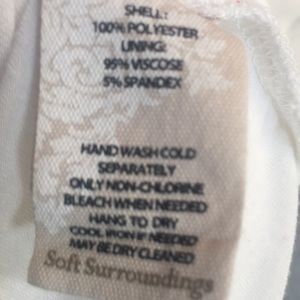 SHELL:
100% POLYESTER
LINING:
95% VISCOSE
5% SPANDEX
HAND WASH COLD
SEPARATELY
ONLY NON-CHLORINE
BLEACH WHEN NEEDED
HANG TO DRY
COOL IRON IF NEEDED
MAY BE DRY CLEANED
Soft Surroundings